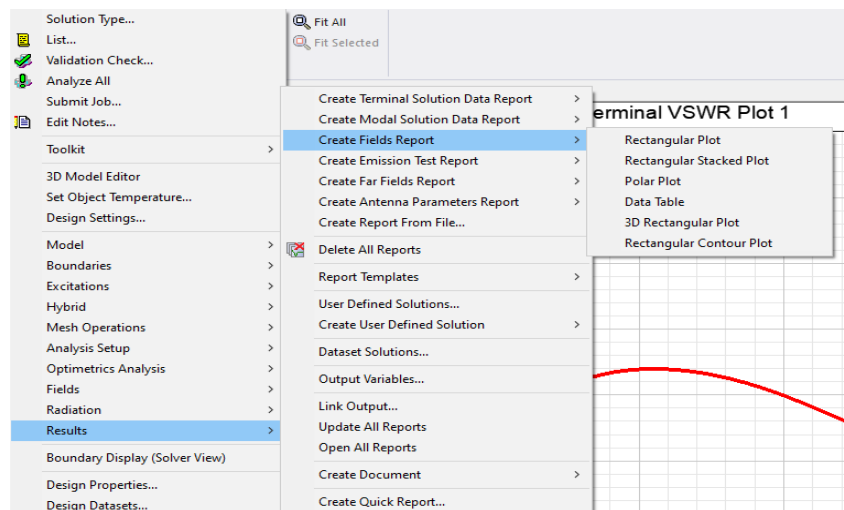 Solution Type...
List...
Validation Check...
Analyze All
Submit Job...
Edit Notes...
Toolkit
3D Model Editor
Set Object Temperature...
Design Settings...
Model
Boundaries
Excitations
Hybrid
Mesh Operations
Analysis Setup
Optimetrics Analysis
Fields
Radiation
Results
Boundary Display (Solver View)
Design Properties...
Design Datasets...
Fit All
Fit Selected
Create Terminal Solution Data Report
Create Modal Solution Data Report
Create Fields Report
Create Emission Test Report
Create Far Fields Report
Create Antenna Parameters Report
Create Report From File...
Delete All Reports
Report Templates
User Defined Solutions...
Create User Defined Solution
Dataset Solutions...
Output Variables...
Link Output...
Update All Reports
Open All Reports
Create Document
Create Quick Report...
erminal VSWR Plot 1
Rectangular Plot
Rectangular Stacked Plot
Polar Plot
Data Table
3D Rectangular Plot
Rectangular Contour Plot